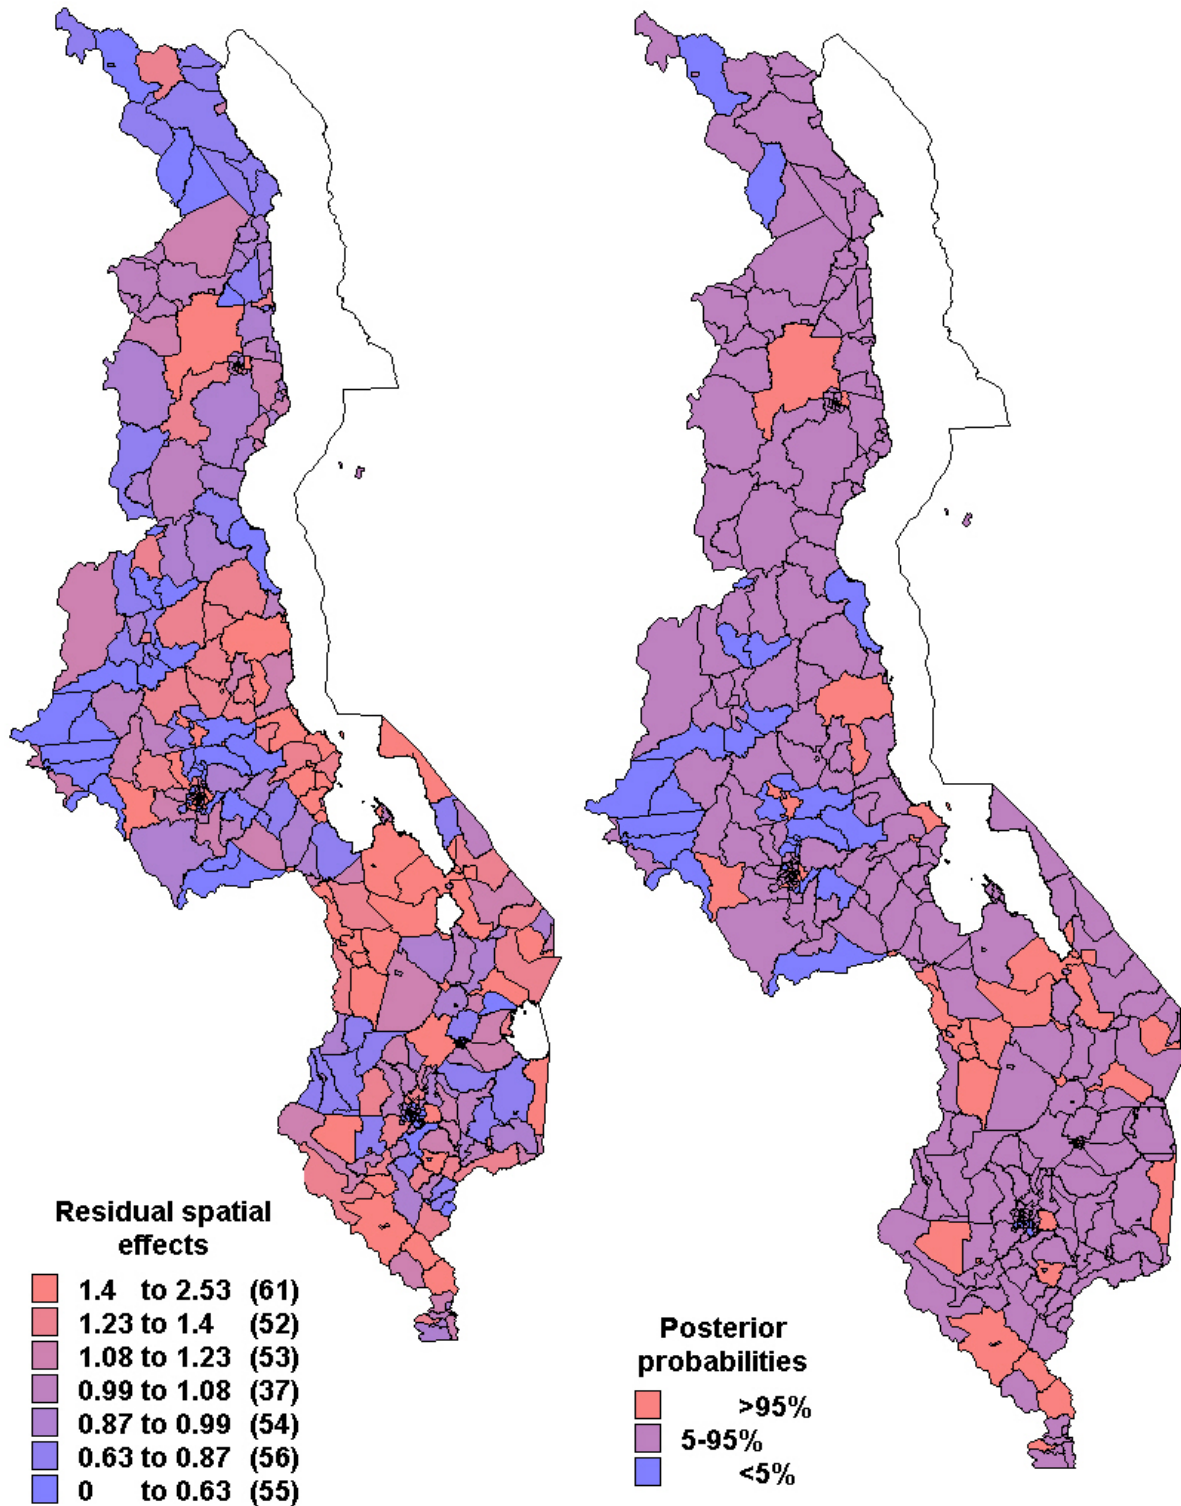 Residual spatial
effects
1.4 to 2.53 (61)
1.23 to 1.4 (52)
1.08 to 1.23 (53)
0.99 to 1.08 (37)
0.87 to 0.99 (54)
0.63 to 0.87 (56)
0 to 0.63 (55)
Posterior
probabilities
>95%
5-95%
<5%